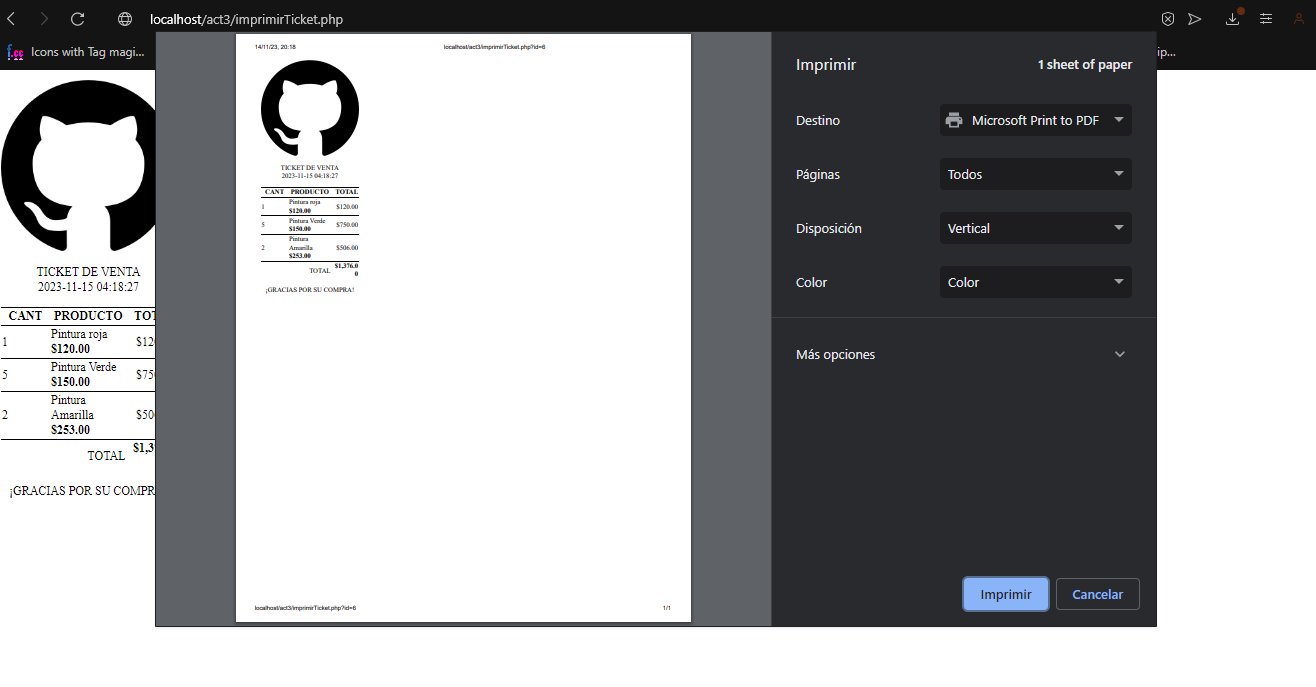 localhost/act3/imprimirTicket.php
f.co Icons with Tag magi...
ip...
TICKET DE VENTA
2023-11-15 04:18:27
CANT PRODUCTO TOT
1 Pintura roja $12
$120.00
5 Pintura Verde $75
$150.00
Pintura
2 Amarilla $50
$253.00
$1,3
TOTAL
¡GRACIAS POR SU COMPR
14/11/23, 20:18 localhost/act3/imprimirTicket.php?id=6
TICKET DE VENTA
2023-11-15 04:18:27
CANT PRODUCTO TOTAL
1 Pintura roja $120.00
$120.00
5 Pintura Verde $750.00
$150.00
Pintura
2 Amarilla $506.00
$253.00
$1,376.0
TOTAL 0
¡GRACIAS POR SU COMPRA!
localhost/act3/imprimirTicket.php?id=6 1/1
Imprimir 1 sheet of paper
Destino Microsoft Print to PDF
Páginas Todos
Disposición Vertical
Color Color
Más opciones
Imprimir Cancelar